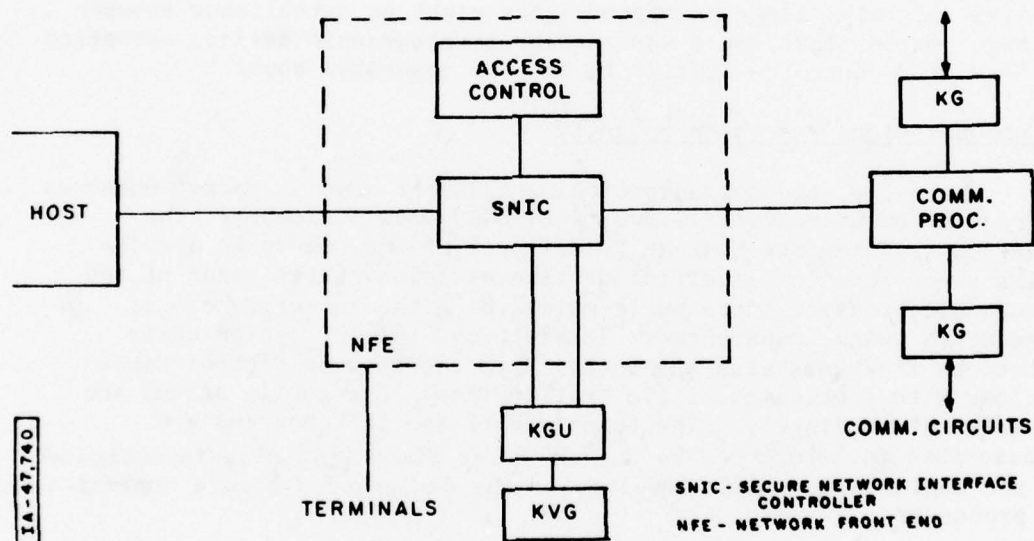 ACCESS
CONTROL
KG
HOST
SNIC
COMM.
PROC.
NFE
KG
KGU
COMM. CIRCUITS
TERMINALS
KVG
SNIC - SECURE NETWORK INTERFACE
CONTROLLER
NFE - NETWORK FRONT END
IA-47,740